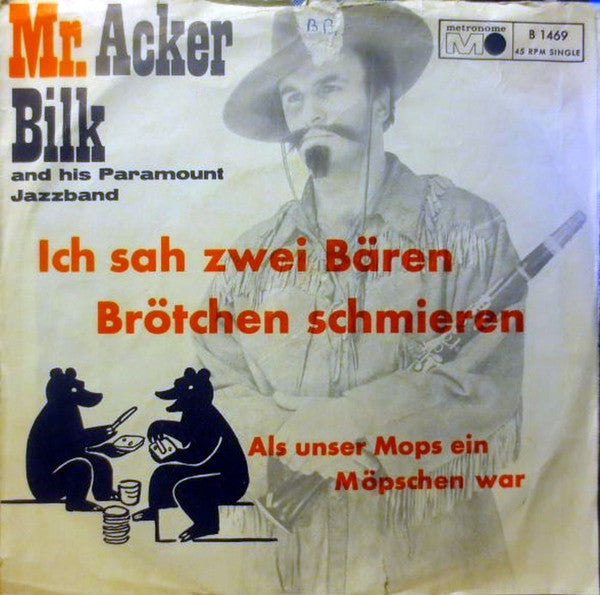 Mr. Acker
Bilk
and his Paramount
Jazzband
metronome
M
B 1469
45 RPM SINGLE
Ich sah zwei Bären
Brötchen schmieren
Als unser Mops ein
Möpschen war